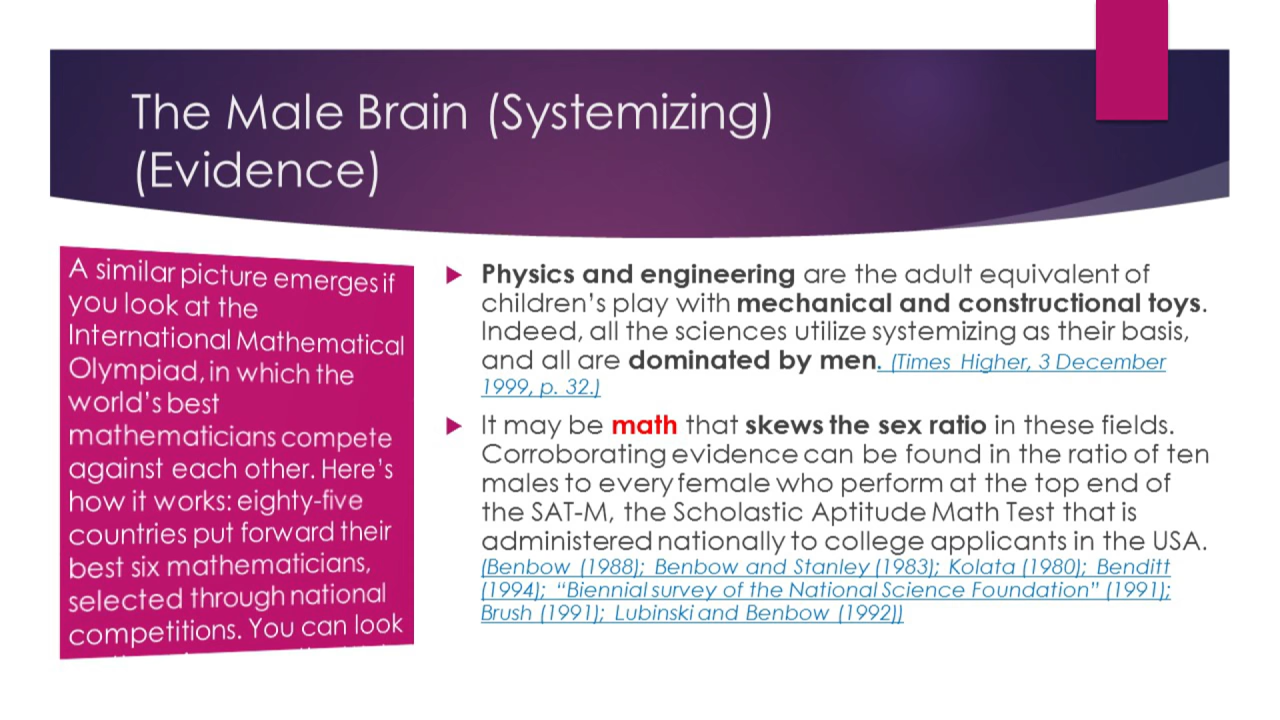 The Male Brain (Systemizing)
(Evidence)
A similar picture emerges if
you look at the
International Mathematical
Olympiad, in which the
world's best
mathematicians compete
against each other. Here's
how it works: eighty-five
countries put forward their
best six mathematicians,
selected through national
competitions. You can look
Physics and engineering are the adult equivalent of
children's play with mechanical and constructional toys.
Indeed, all the sciences utilize systemizing as their basis,
and all are dominated by men. (Times Higher, 3 December
1999, p. 32.)
It may be math that skews the sex ratio in these fields.
Corroborating evidence can be found in the ratio of ten
males to every female who perform at the top end of
the SAT-M, the Scholastic Aptitude Math Test that is
administered nationally to college applicants in the USA.
(Benbow (1988); Benbow and Stanley (1983); Kolata (1980); Benditt
(1994); “Biennial survey of the National Science Foundation” (1991);
Brush (1991); Lubinski and Benbow (1992))